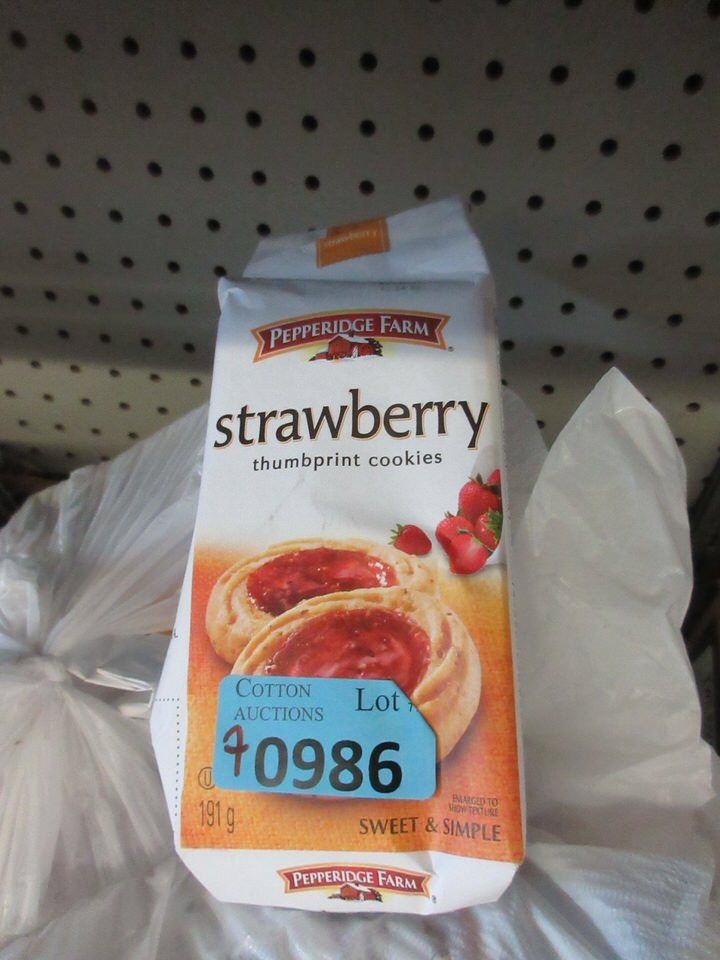 strawberry
PEPPERIDGE FARM
strawberry
thumbprint cookies
COTTON
AUCTIONS
Lot #
70986
U
191 g
ENLARGED TO
SHOW TEXTURE
SWEET & SIMPLE
PEPPERIDGE FARM